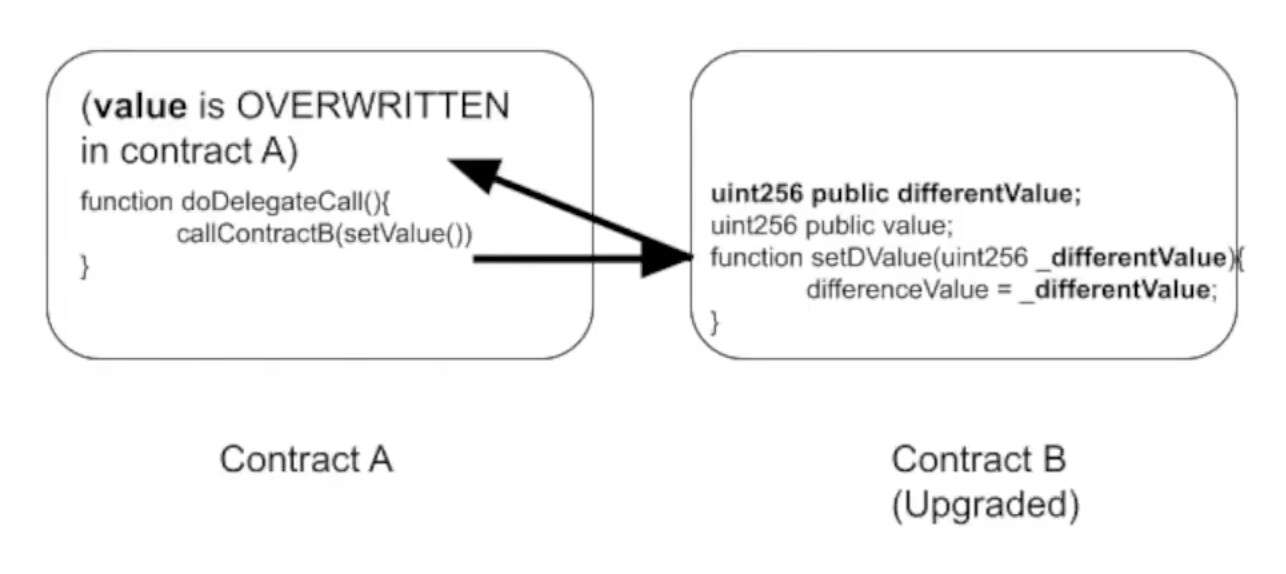 (value is OVERWRITTEN
in contract A)
function doDelegateCall(){
callContractB(setValue())
}
uint256 public differentValue;
uint256 public value;
function setDValue(uint256 _differentValue){
differenceValue = _differentValue;
}
Contract A
Contract B
(Upgraded)